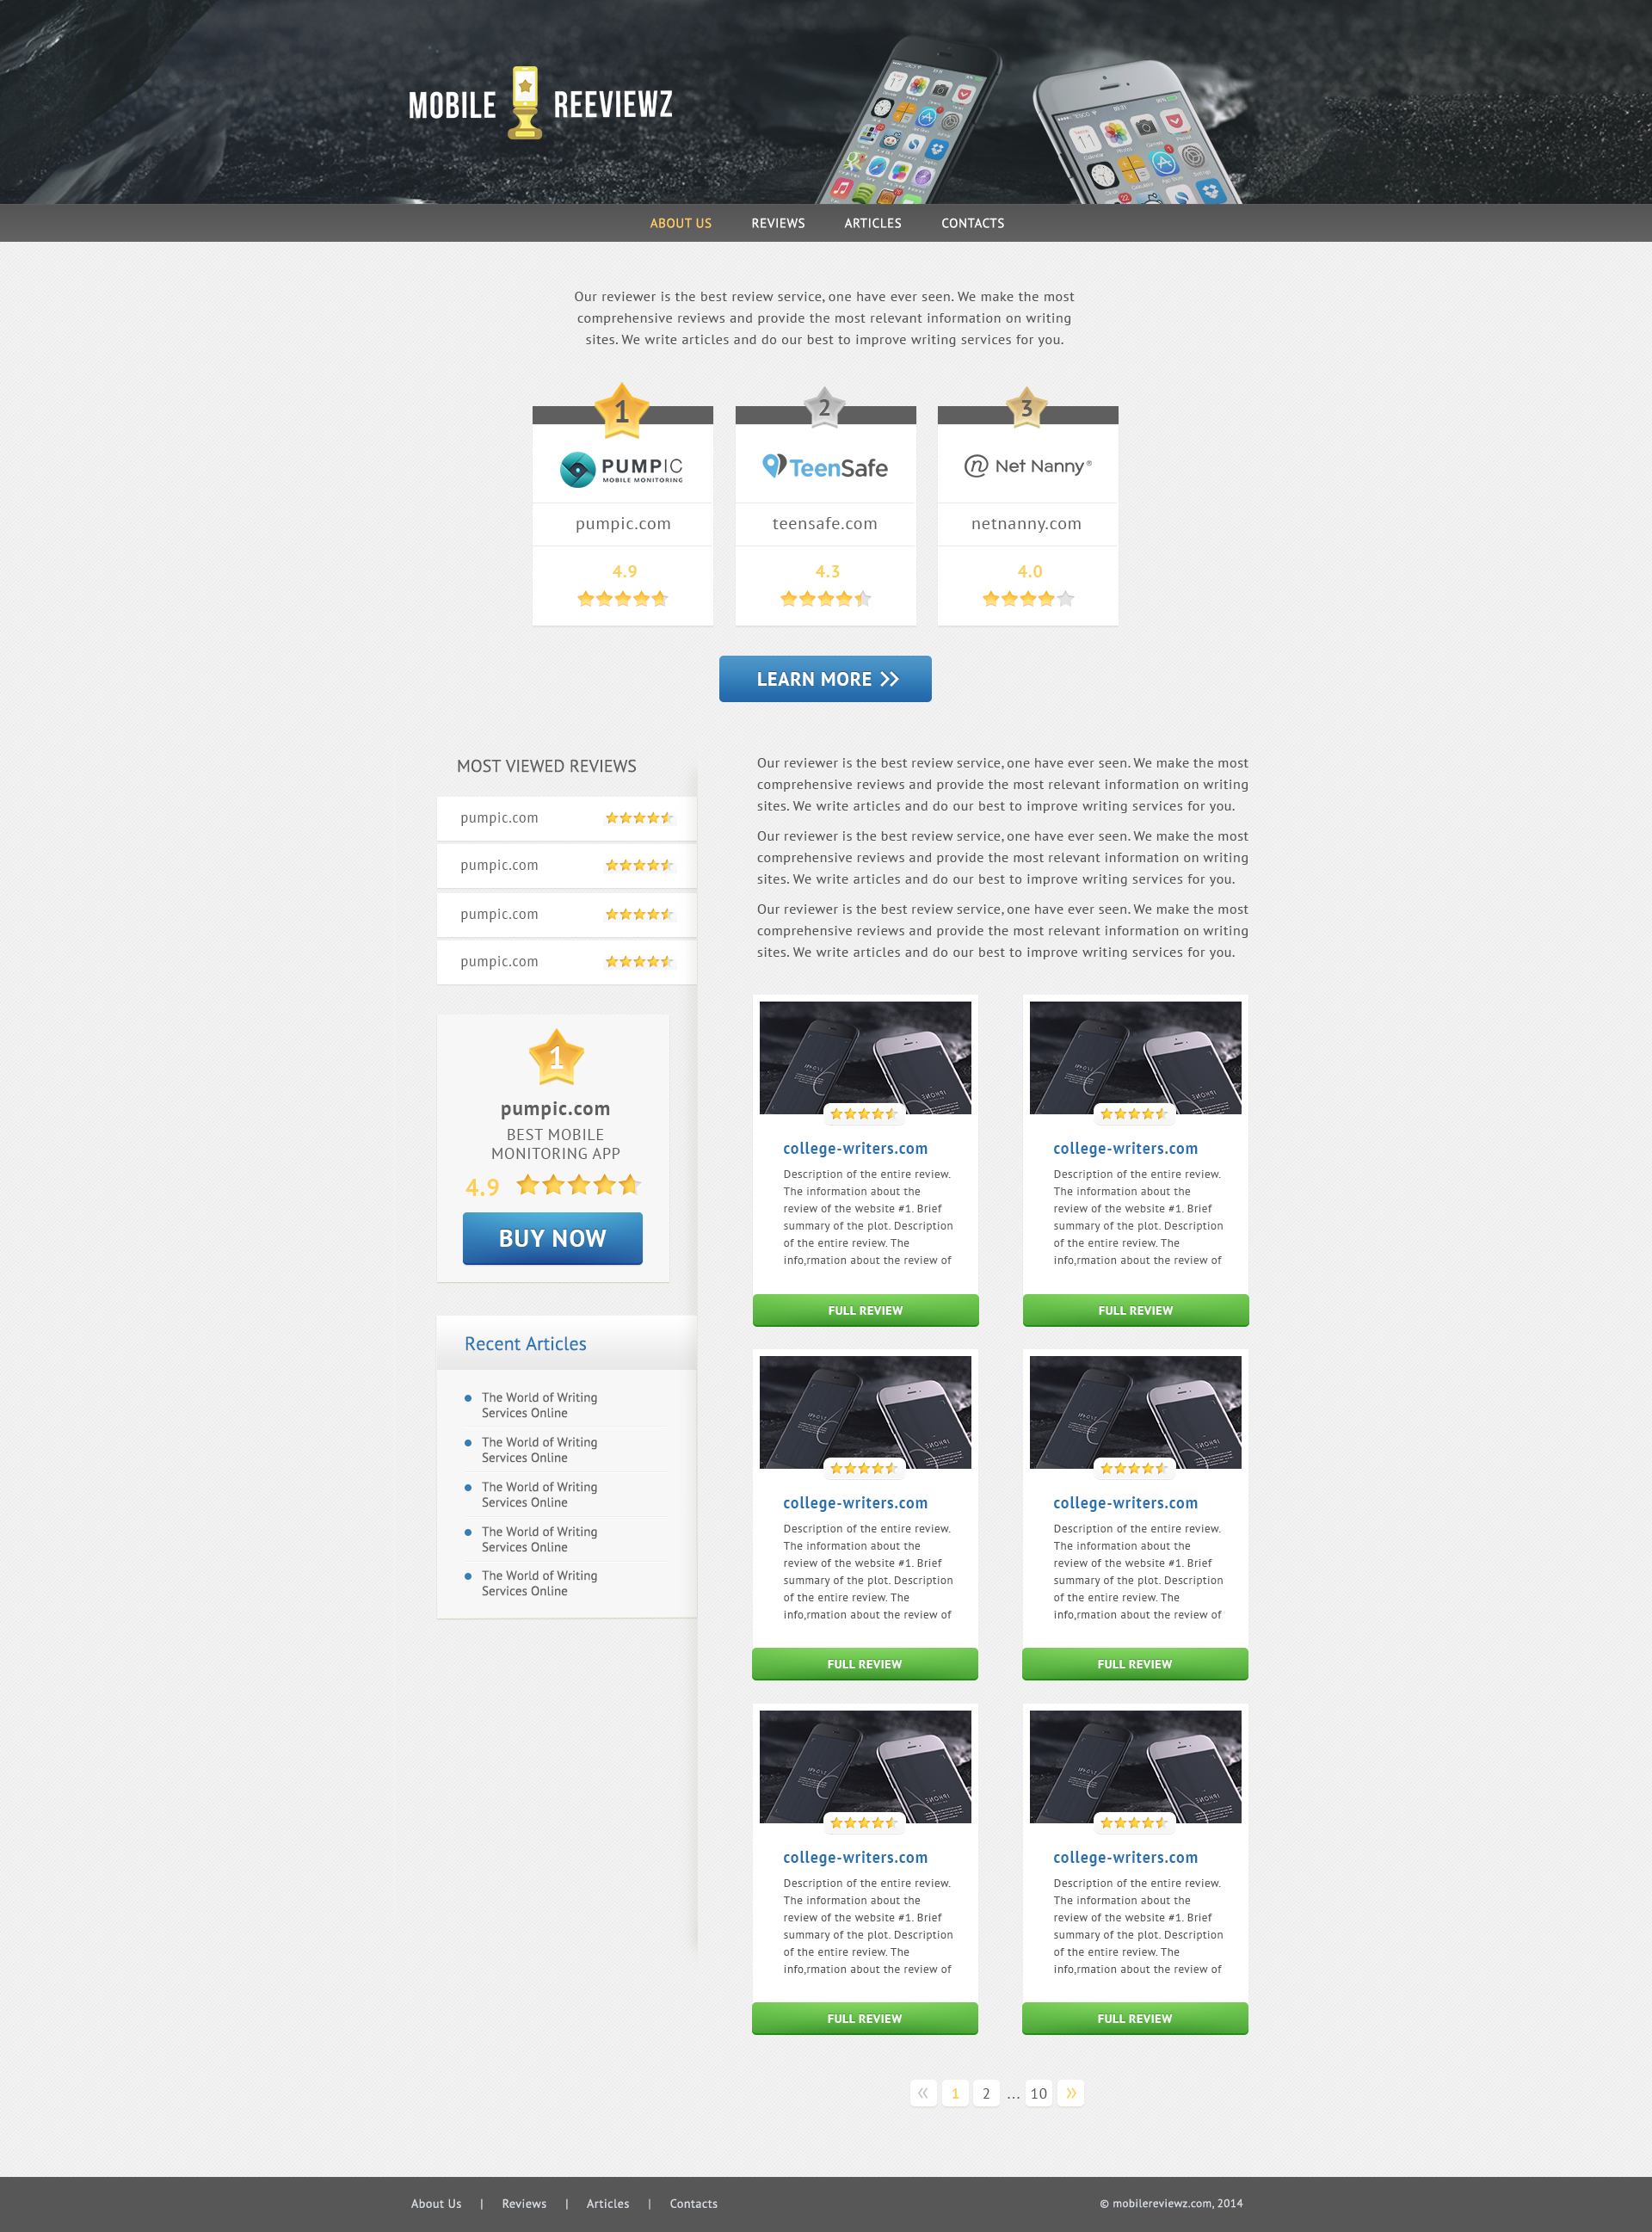 MOBILE REEVIEWZ
ABOUT US REVIEWS ARTICLES CONTACTS
Our reviewer is the best review service, one have ever seen. We make the most
comprehensive reviews and provide the most relevant information on writing
sites. We write articles and do our best to improve writing services for you.
1 2 3
PUMPIC
MOBILE MONITORING
TeenSafe
Net Nanny®
pumpic.com teensafe.com netnanny.com
4.9 4.3 4.0
LEARN MORE
MOST VIEWED REVIEWS
pumpic.com
pumpic.com
pumpic.com
pumpic.com
1
pumpic.com
BEST MOBILE
MONITORING APP
4.9
BUY NOW
Recent Articles
The World of Writing
Services Online
The World of Writing
Services Online
The World of Writing
Services Online
The World of Writing
Services Online
The World of Writing
Services Online
Our reviewer is the best review service, one have ever seen. We make the most
comprehensive reviews and provide the most relevant information on writing
sites. We write articles and do our best to improve writing services for you.
Our reviewer is the best review service, one have ever seen. We make the most
comprehensive reviews and provide the most relevant information on writing
sites. We write articles and do our best to improve writing services for you.
Our reviewer is the best review service, one have ever seen. We make the most
comprehensive reviews and provide the most relevant information on writing
sites. We write articles and do our best to improve writing services for you.
college-writers.com
Description of the entire review.
The information about the
review of the website #1. Brief
summary of the plot. Description
of the entire review. The
info,rmation about the review of
FULL REVIEW
college-writers.com
Description of the entire review.
The information about the
review of the website #1. Brief
summary of the plot. Description
of the entire review. The
info,rmation about the review of
FULL REVIEW
college-writers.com
Description of the entire review.
The information about the
review of the website #1. Brief
summary of the plot. Description
of the entire review. The
info,rmation about the review of
FULL REVIEW
college-writers.com
Description of the entire review.
The information about the
review of the website #1. Brief
summary of the plot. Description
of the entire review. The
info,rmation about the review of
FULL REVIEW
college-writers.com
Description of the entire review.
The information about the
review of the website #1. Brief
summary of the plot. Description
of the entire review. The
info,rmation about the review of
FULL REVIEW
college-writers.com
Description of the entire review.
The information about the
review of the website #1. Brief
summary of the plot. Description
of the entire review. The
info,rmation about the review of
FULL REVIEW
« 1 2 ... 10 »
About Us | Reviews | Articles | Contacts
© mobilereviewz.com, 2014